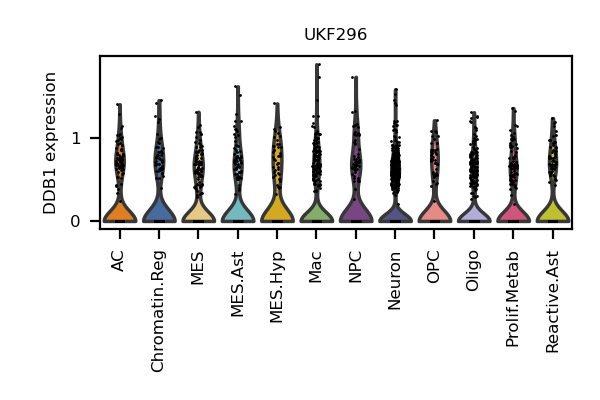 UKF296
DDB1 expression
1
0
AC
Chromatin.Reg
MES
MES.Ast
MES.Hyp
Mac
NPC
Neuron
OPC
Oligo
Prolif.Metab
Reactive.Ast